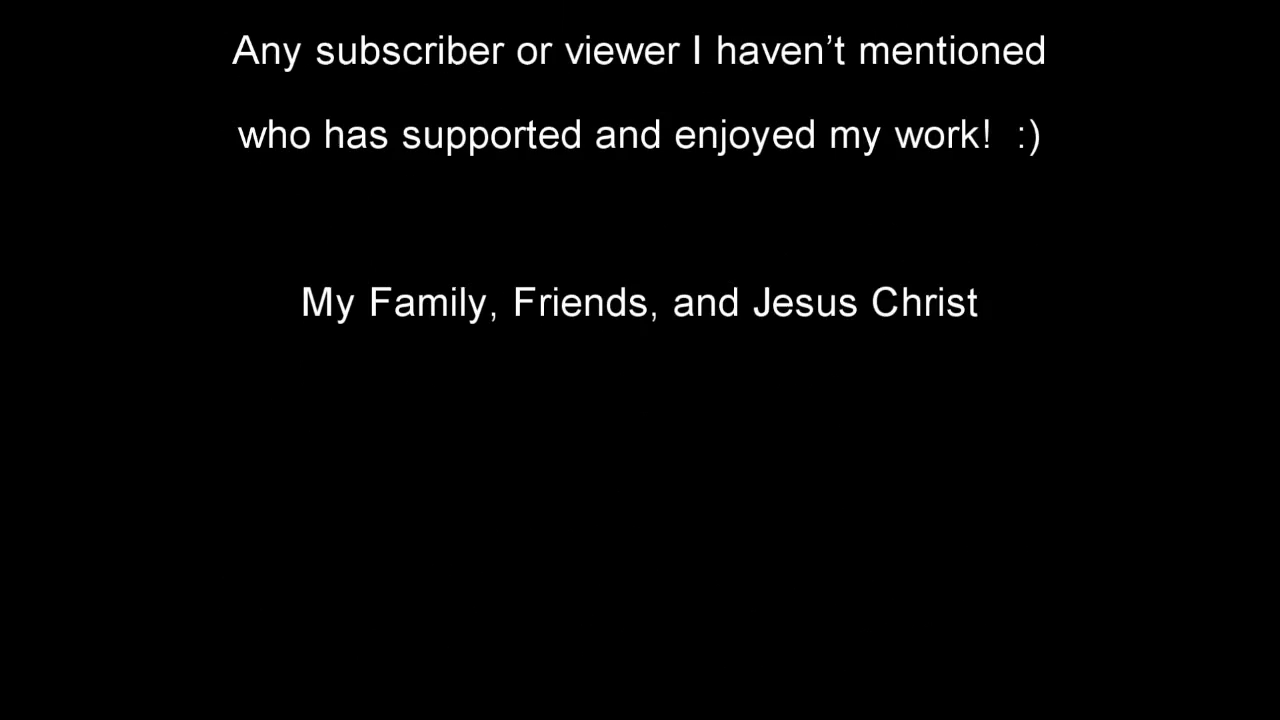 Any subscriber or viewer I haven’t mentioned
who has supported and enjoyed my work!  :)
My Family, Friends, and Jesus Christ